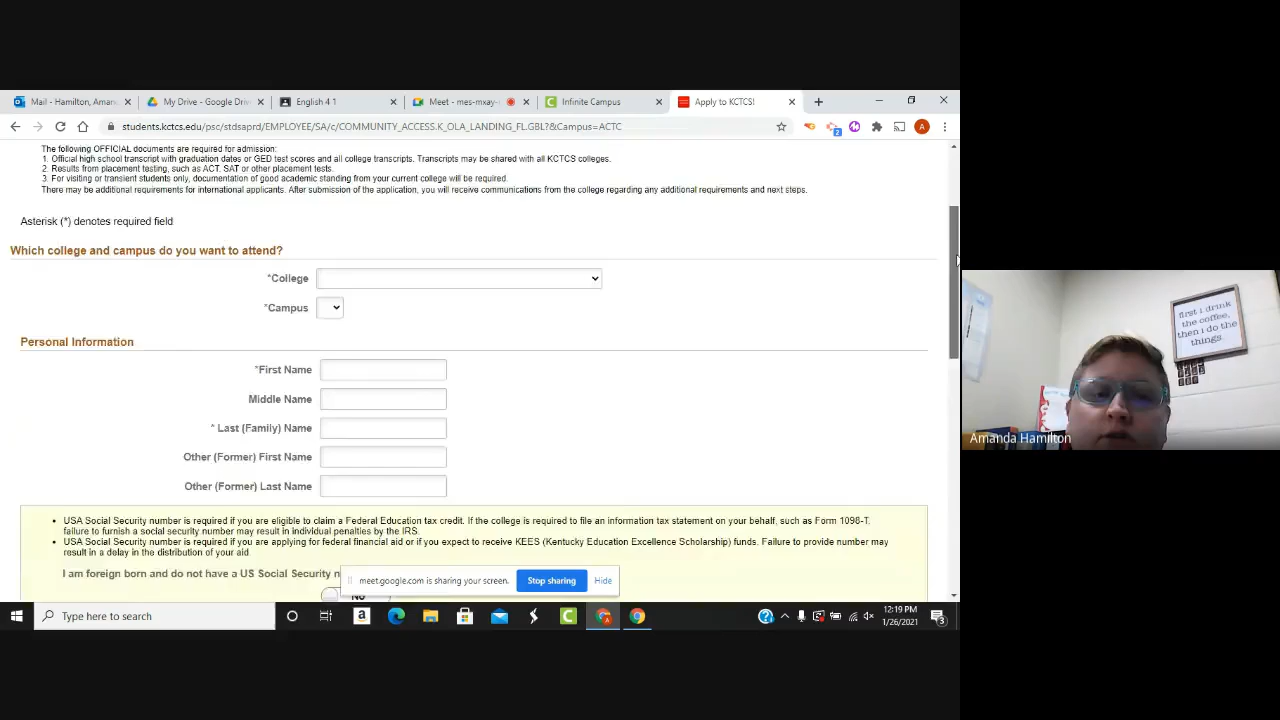 Mail - Hamilton, Aman
My Drive - Google Driv
English 4 1
Meet - mes-mxay-
Infinite Campus
Apply to KCTCS!
students.kctcs.edu/psc/stdsaprd/EMPLOYEE/SA/c/COMMUNITY_ACCESS.K_OLA_LANDING_FL.GBL?&Campus=ACTC
2
A
The following OFFICIAL documents are required for admission:
1. Official high school transcript with graduation dates or GED test scores and all college transcripts. Transcripts may be shared with all KCTCS colleges.
2. Results from placement testing, such as ACT, SAT or other placement tests.
3. For visiting or transient students only, documentation of good academic standing from your current college will be required.
There may be additional requirements for international applicants. After submission of the application, you will receive communications from the college regarding any additional requirements and next steps.
Asterisk (*) denotes required field
Which college and campus do you want to attend?
*College
*Campus
Personal Information
*First Name
Middle Name
* Last (Family) Name
Other (Former) First Name
Other (Former) Last Name
• USA Social Security number is required if you are eligible to claim a Federal Education tax credit. If the college is required to file an information tax statement on your behalf, such as Form 1098-T,
failure to furnish a social security number may result in individual penalties by the IRS.
• USA Social Security number is required if you are applying for federal financial aid or if you expect to receive KEES (Kentucky Education Excellence Scholarship) funds. Failure to provide number may
result in a delay in the distribution of your aid
I am foreign born and do not have a US Social Security n
No
meet.google.com is sharing your screen.
Stop sharing
Hide
Type here to search
12:19 PM
1/26/2021
3
first i drink
the coffee,
then i do the
things.
Amanda Hamilton